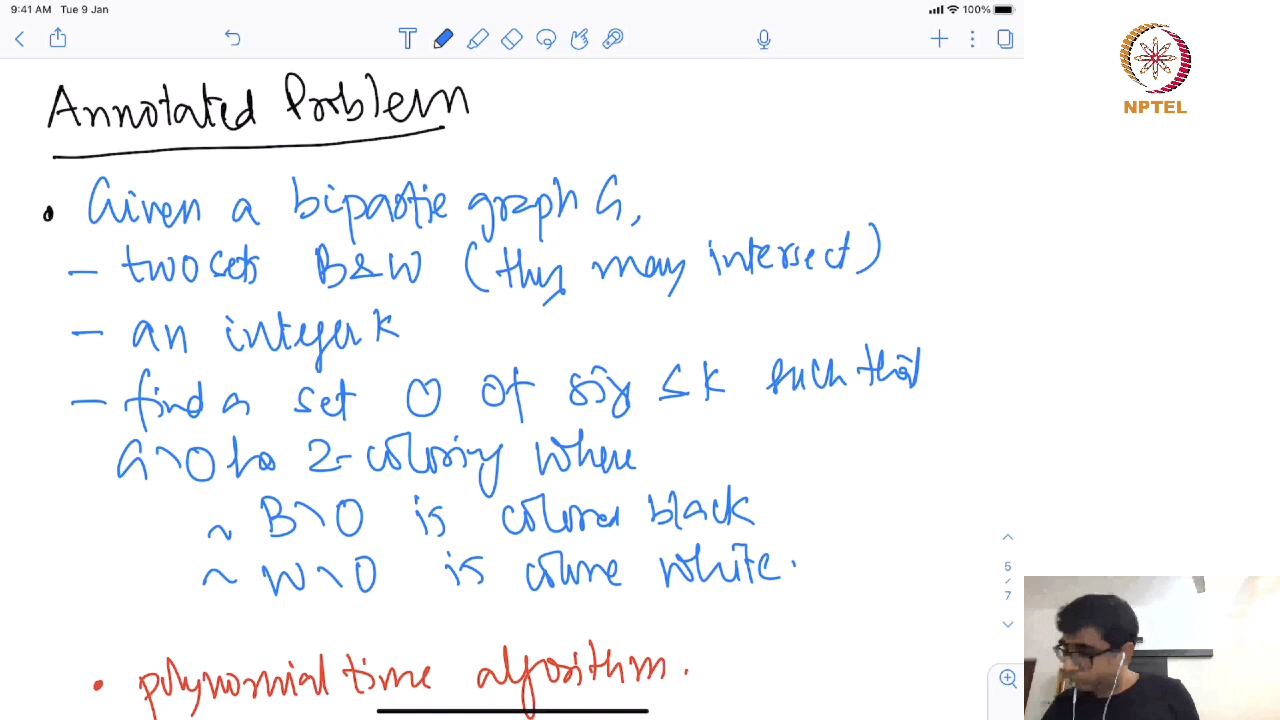 9:41 AM Tue 9 Jan
100%
NPTEL
Annotated Problem
• Given a bipartie graph G,
- two sets B & W (they may intersect)
- an integer k
- find a set O of size ≤ k such that
G \ O has 2-coloring where
~ B \ O is colored black
~ W \ O is colore white.
5
/
7
• polynomial time algorithm.